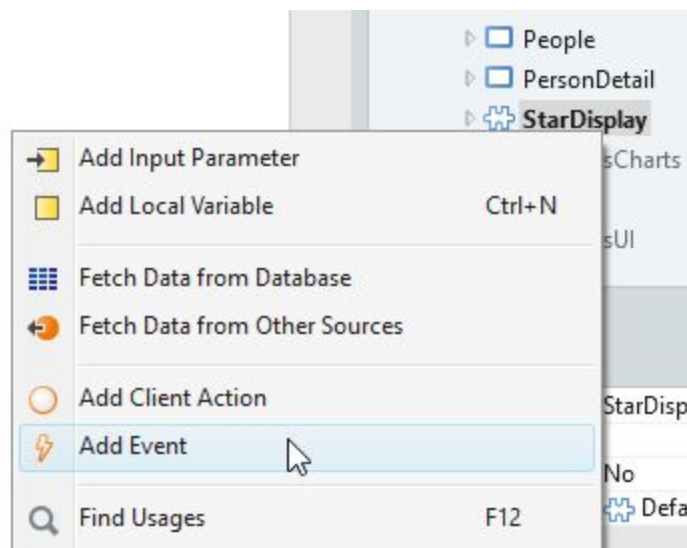 People
PersonDetail
StarDisplay
Add Input Parameter
sCharts
Add Local Variable Ctrl+N
sUI
Fetch Data from Database
Fetch Data from Other Sources
Add Client Action
StarDisp
Add Event
No
Find Usages F12
Defa